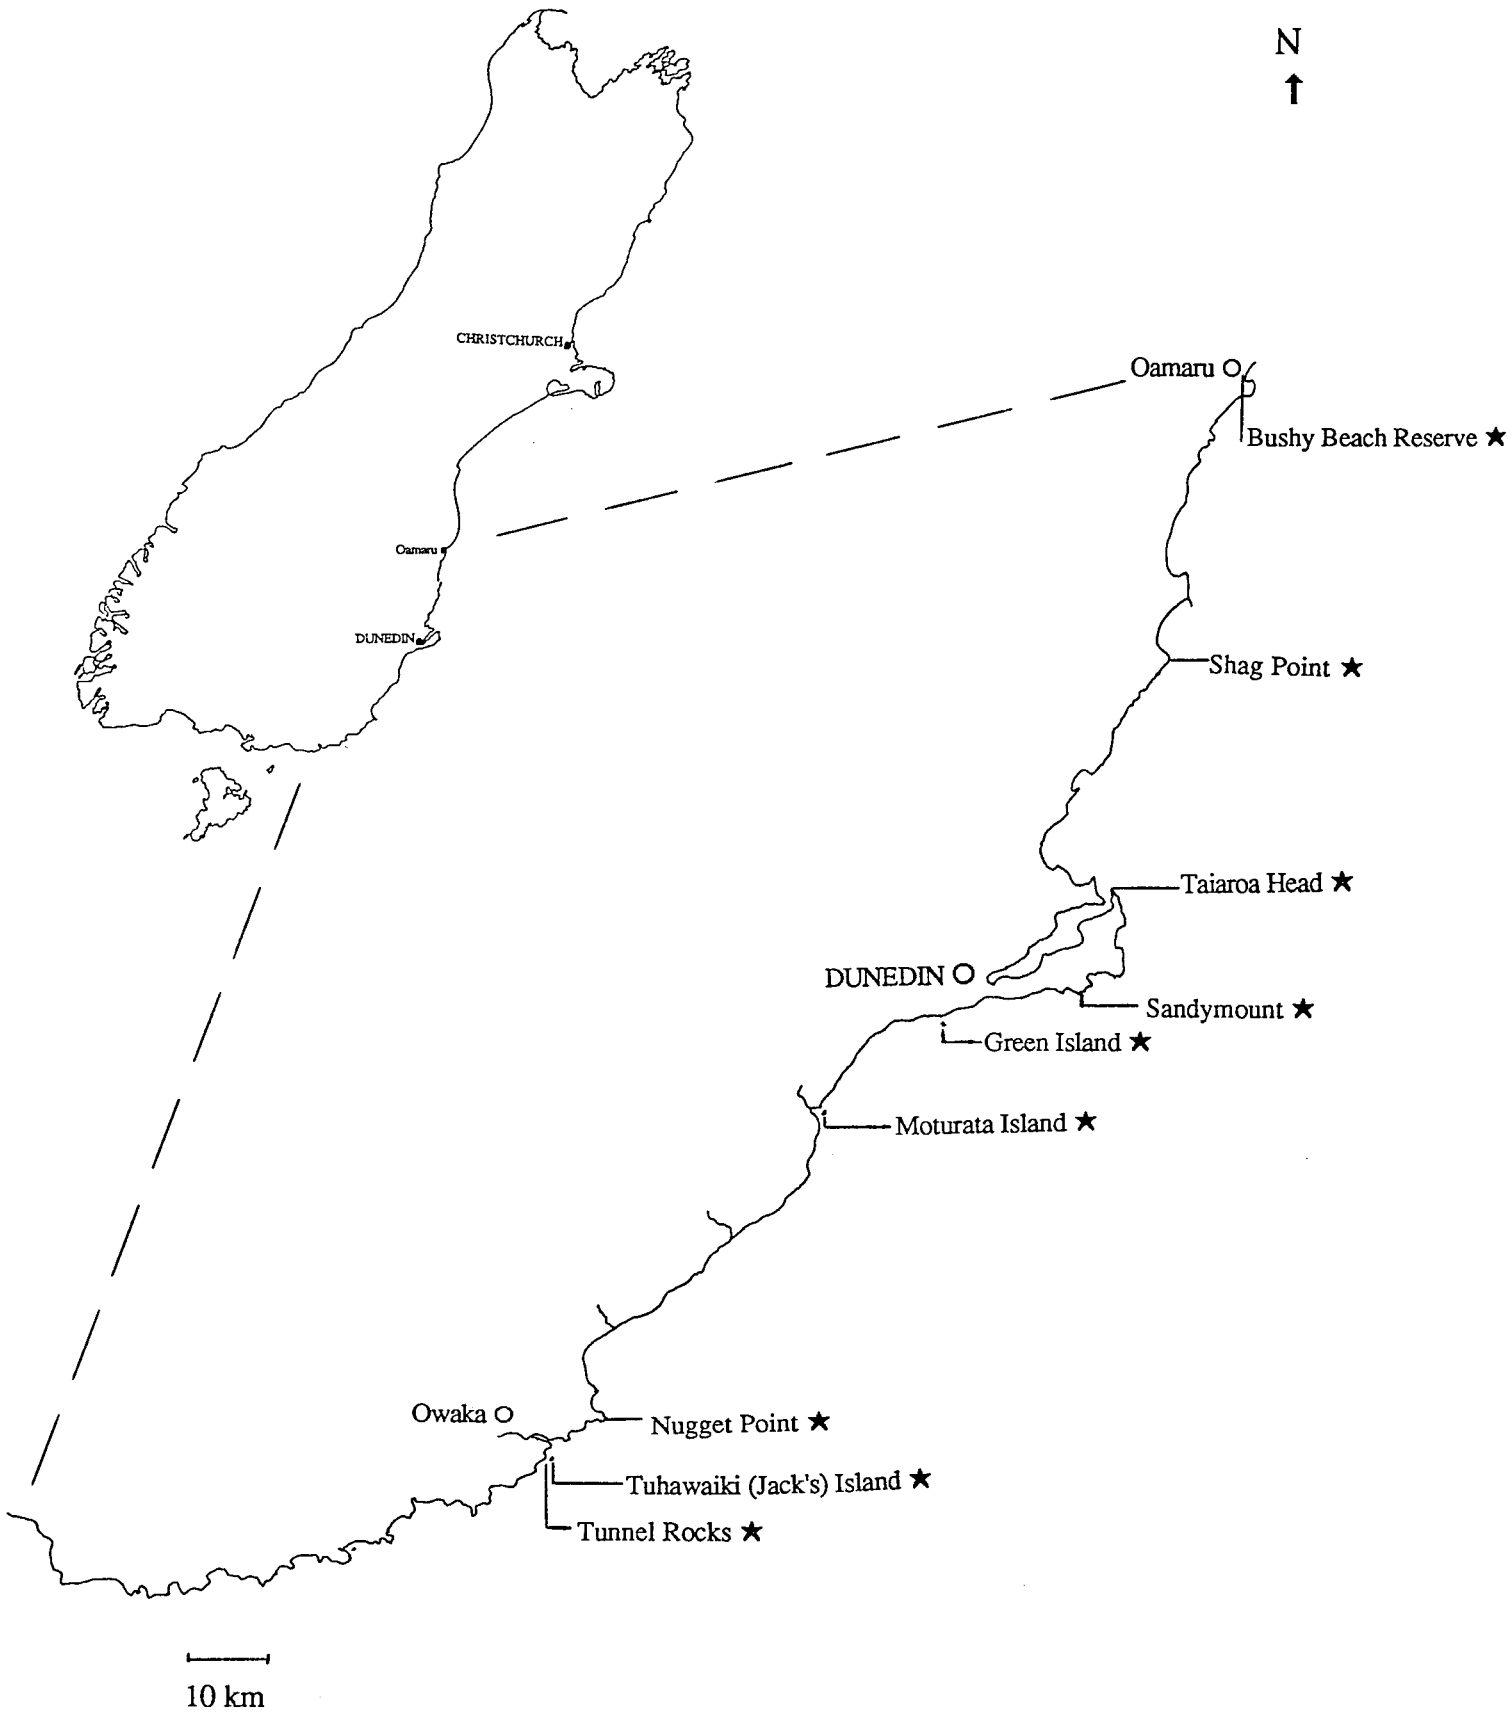 N
CHRISTCHURCH
Oamaru
Bushy Beach Reserve
Oamaru
DUNEDIN
Shag Point
Taiaroa Head
DUNEDIN
Sandymount
Green Island
Moturata Island
Owaka
Nugget Point
Tuhawaiki (Jack's) Island
Tunnel Rocks
10 km